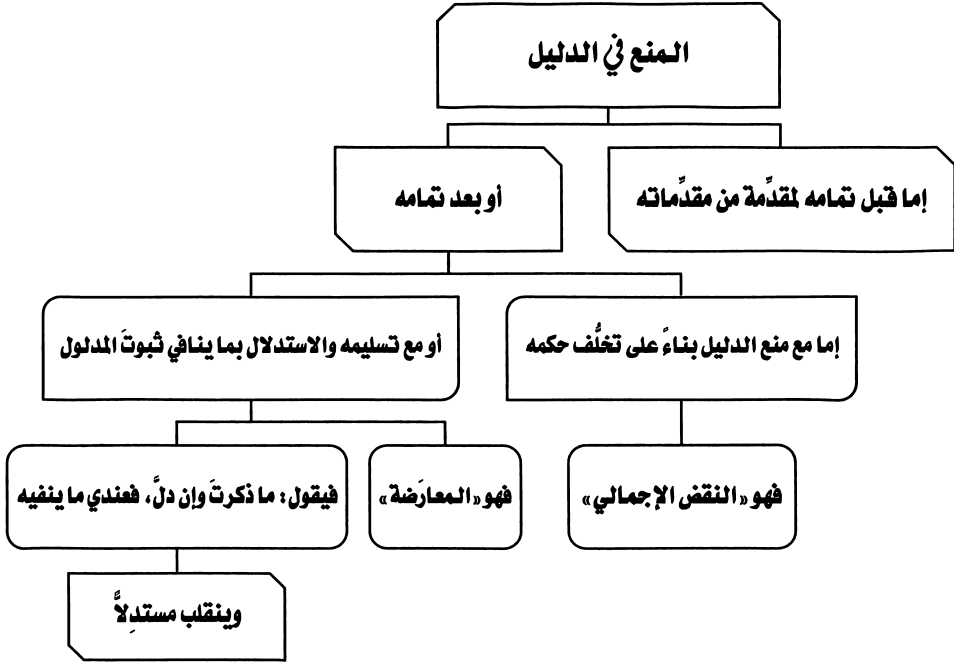 المنع في الدليل
إما قبل تمامه لمقدِّمة من مقدِّماته
أو بعد تمامه
إما مع منع الدليل بناءً على تخلُّف حكمه
أو مع تسليمه والاستدلال بما ينافي ثبوتَ المدلول
فهو «النقض الإجمالي»
فهو «المعارَضة»
فيقول: ما ذكرتَ وإن دلَّ، فعندي ما ينفيه
وينقلب مستدِلاًّ